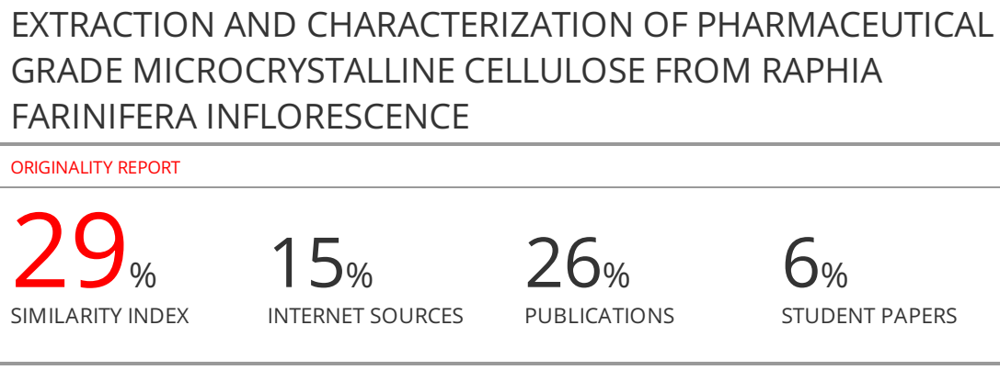 EXTRACTION AND CHARACTERIZATION OF PHARMACEUTICAL
GRADE MICROCRYSTALLINE CELLULOSE FROM RAPHIA
FARINIFERA INFLORESCENCE
ORIGINALITY REPORT
29% 15% 26% 6%
SIMILARITY INDEX INTERNET SOURCES PUBLICATIONS STUDENT PAPERS